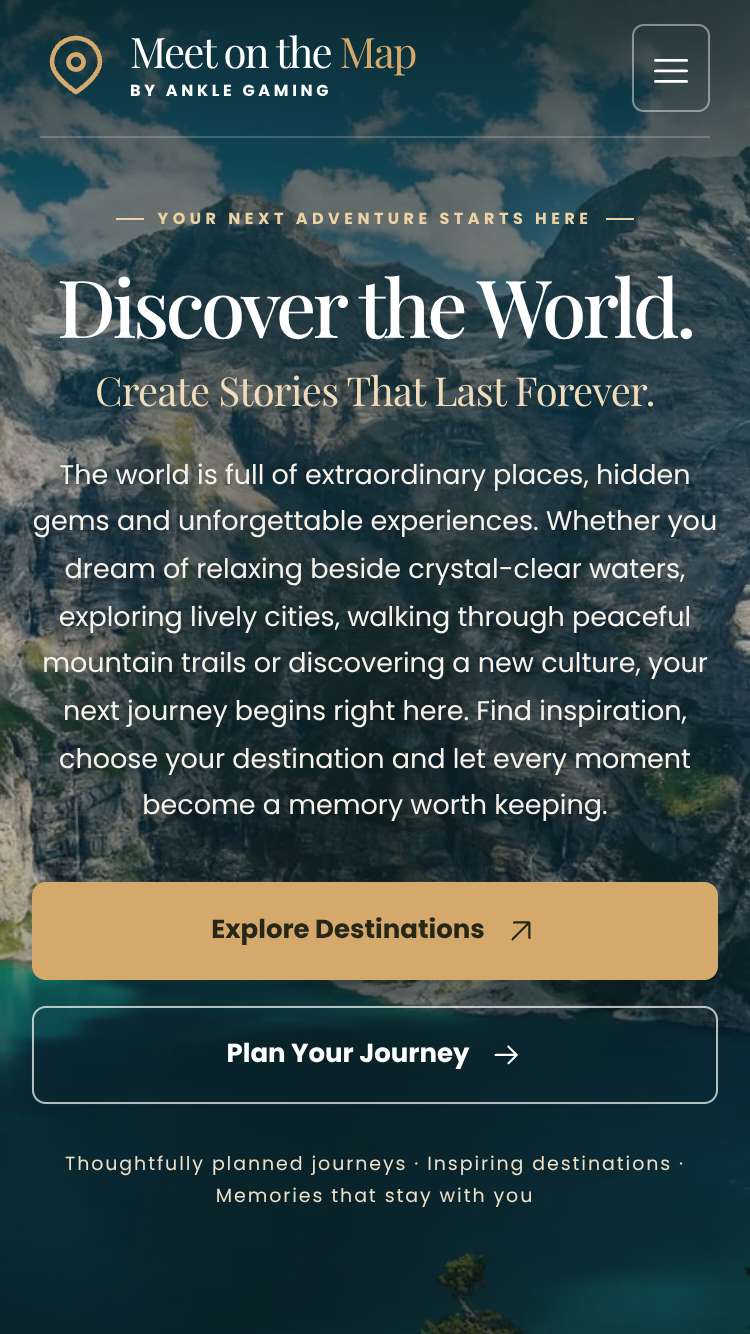 Meet on the Map
BY ANKLE GAMING
YOUR NEXT ADVENTURE STARTS HERE
Discover the World.
Create Stories That Last Forever.
The world is full of extraordinary places, hidden
gems and unforgettable experiences. Whether you
dream of relaxing beside crystal-clear waters,
exploring lively cities, walking through peaceful
mountain trails or discovering a new culture, your
next journey begins right here. Find inspiration,
choose your destination and let every moment
become a memory worth keeping.
Explore Destinations
Plan Your Journey
Thoughtfully planned journeys · Inspiring destinations ·
Memories that stay with you